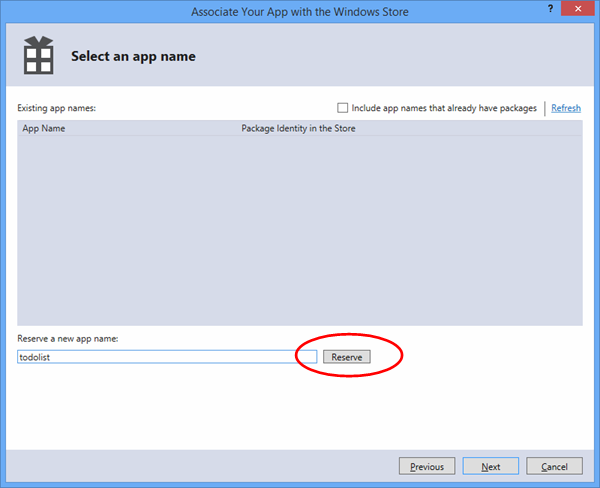 Associate Your App with the Windows Store
?
Select an app name
Existing app names:
Include app names that already have packages
Refresh
App Name Package Identity in the Store
Reserve a new app name:
todolist
Reserve
Previous Next Cancel